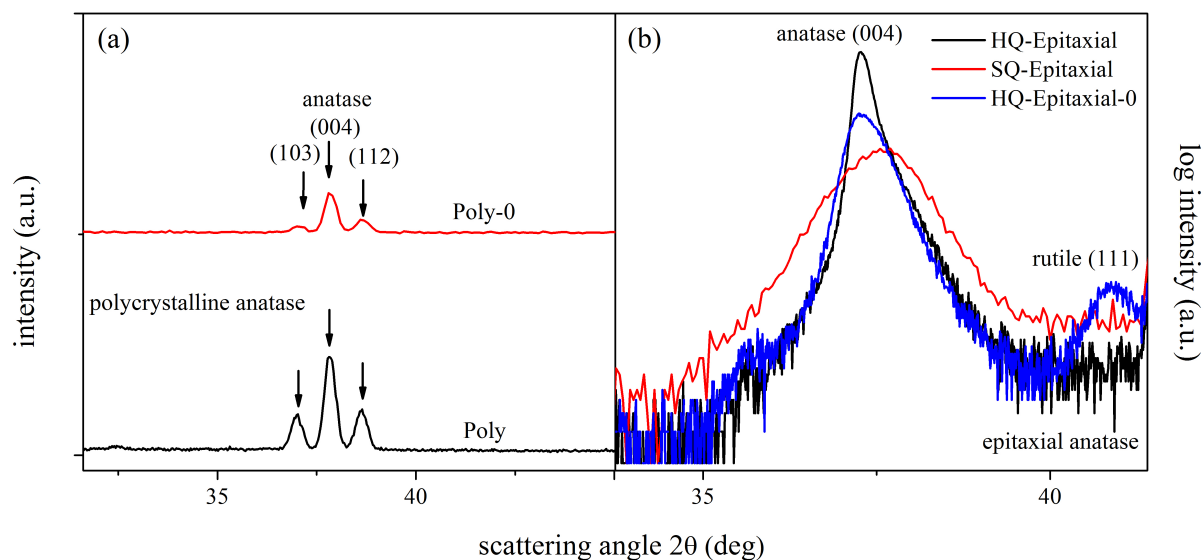 (a)
anatase
(004)
(103)
(112)
Poly-0
polycrystalline anatase
Poly
35
40
intensity (a.u.)
(b)
anatase (004)
HQ-Epitaxial
SQ-Epitaxial
HQ-Epitaxial-0
rutile (111)
epitaxial anatase
35
40
log intensity (a.u.)
scattering angle 2θ (deg)